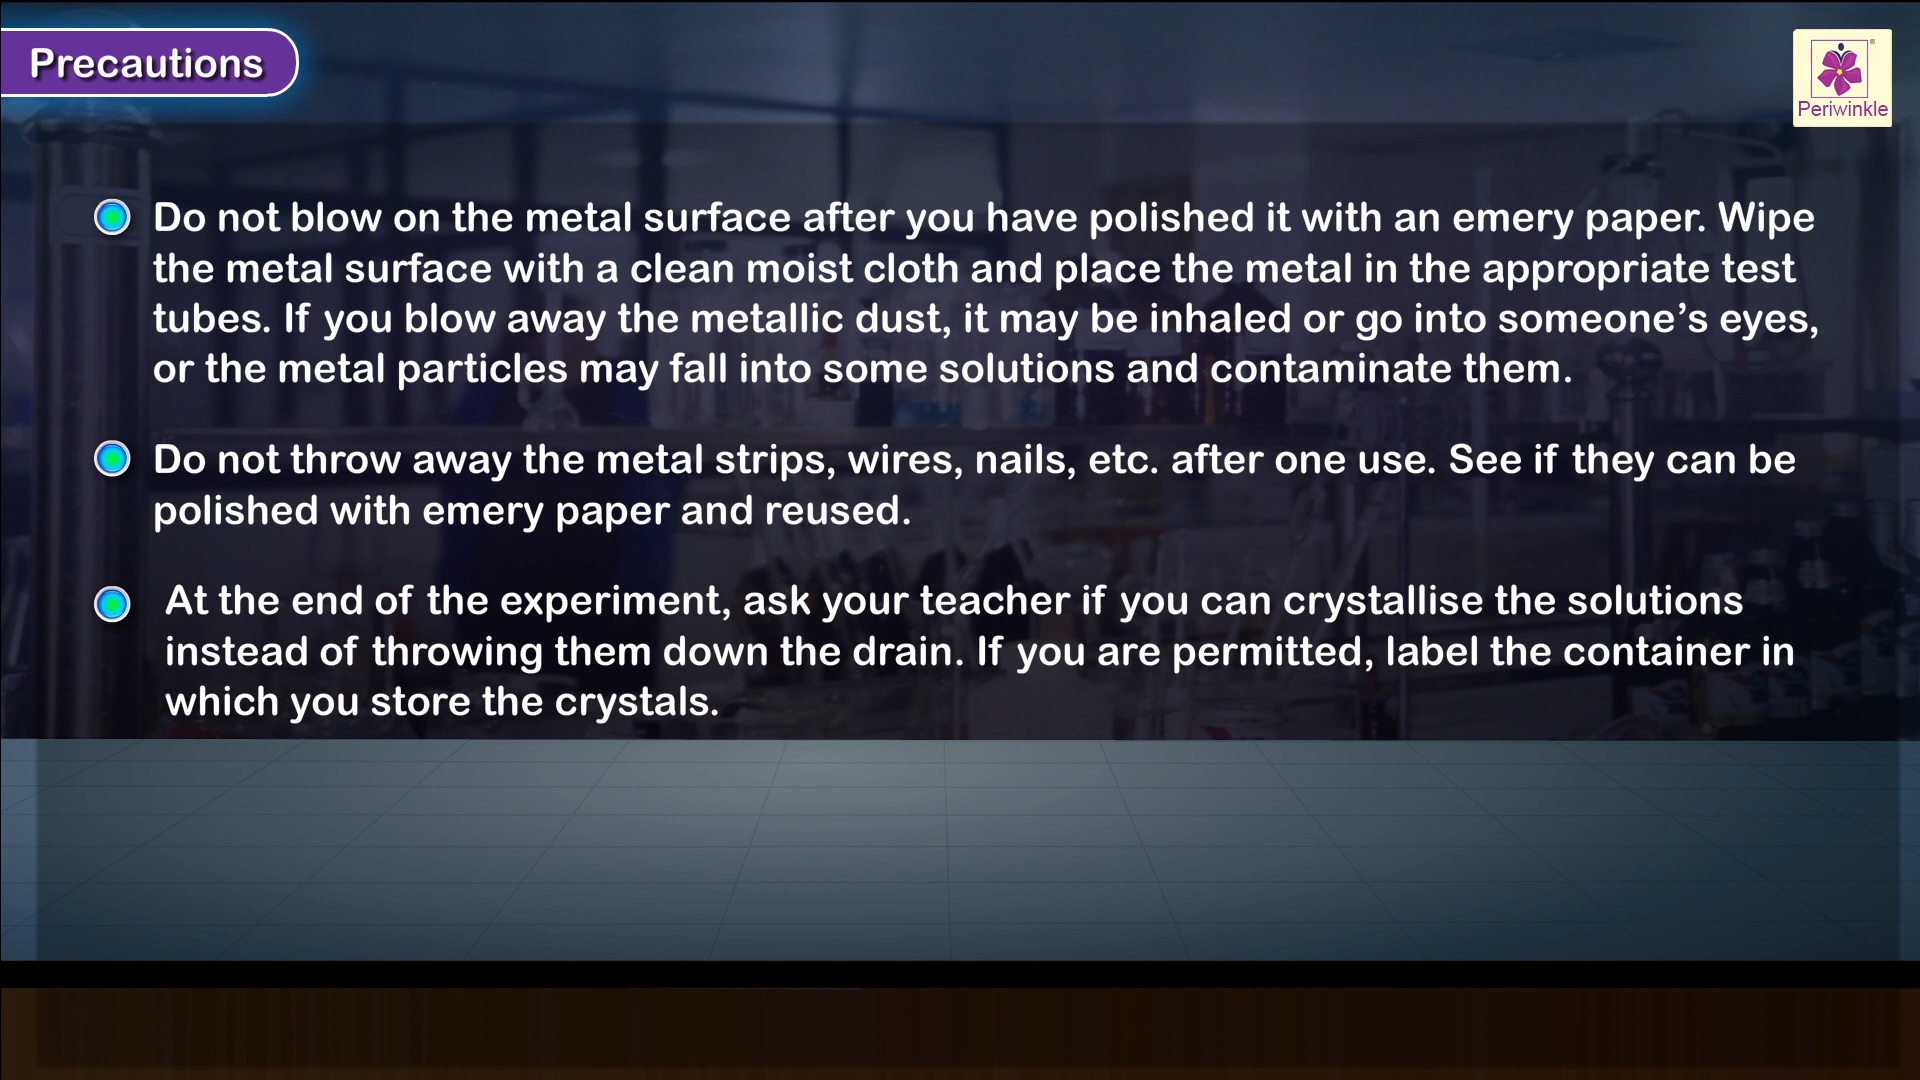 Precautions
Periwinkle
Do not blow on the metal surface after you have polished it with an emery paper. Wipe
the metal surface with a clean moist cloth and place the metal in the appropriate test
tubes. If you blow away the metallic dust, it may be inhaled or go into someone’s eyes,
or the metal particles may fall into some solutions and contaminate them.
Do not throw away the metal strips, wires, nails, etc. after one use. See if they can be
polished with emery paper and reused.
At the end of the experiment, ask your teacher if you can crystallise the solutions
instead of throwing them down the drain. If you are permitted, label the container in
which you store the crystals.